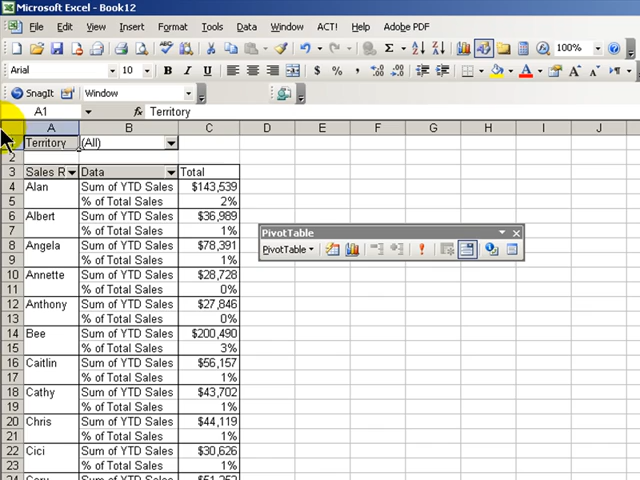 Microsoft Excel - Book12
File Edit View Insert Format Tools Data Window ACT! Help Adobe PDF
Σ 100%
Arial 10 B I U $ % , A
SnagIt Window
A1 Territory
A B C D E F G H I J
Territory (All)
2
3 Sales R Data Total
4 Alan Sum of YTD Sales $143,539
5 % of Total Sales 2%
6 Albert Sum of YTD Sales $36,989
7 % of Total Sales 1%
8 Angela Sum of YTD Sales $78,391
9 % of Total Sales 1%
10 Annette Sum of YTD Sales $28,728
11 % of Total Sales 0%
12 Anthony Sum of YTD Sales $27,846
13 % of Total Sales 0%
14 Bee Sum of YTD Sales $200,490
15 % of Total Sales 3%
16 Caitlin Sum of YTD Sales $56,157
17 % of Total Sales 1%
18 Cathy Sum of YTD Sales $43,702
19 % of Total Sales 1%
20 Chris Sum of YTD Sales $44,119
21 % of Total Sales 1%
22 Cici Sum of YTD Sales $30,626
23 % of Total Sales 1%
PivotTable
PivotTable